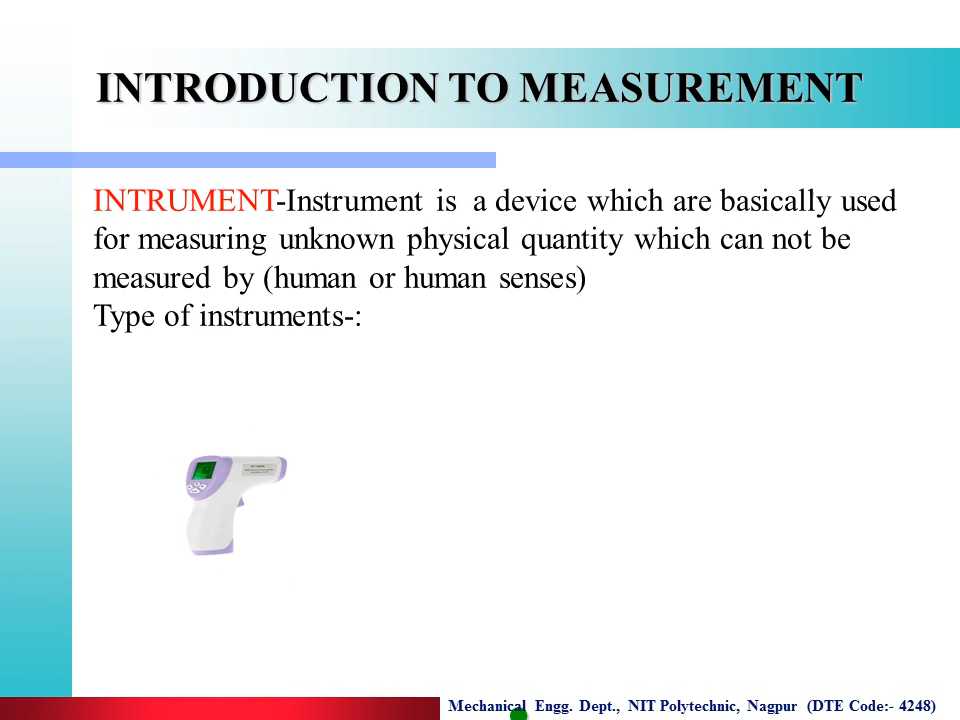 INTRODUCTION TO MEASUREMENT
INTRUMENT-Instrument is a device which are basically used
for measuring unknown physical quantity which can not be
measured by (human or human senses)
Type of instruments-:
Mechanical Engg. Dept., NIT Polytechnic, Nagpur (DTE Code:- 4248)